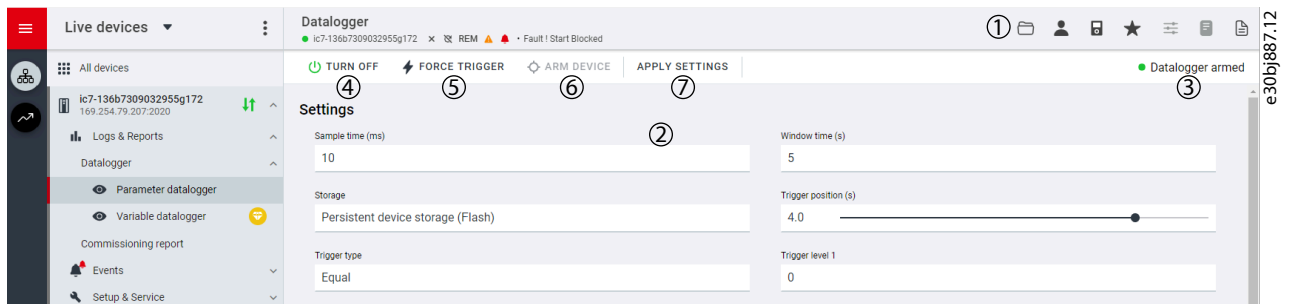 Live devices
Datalogger
ic7-136b7309032955g172 REM • Fault ! Start Blocked
1
All devices
TURN OFF
FORCE TRIGGER
ARM DEVICE
APPLY SETTINGS
Datalogger armed
4
5
6
7
3
ic7-136b7309032955g172
169.254.79.207:2020
Logs & Reports
Datalogger
Parameter datalogger
Variable datalogger
Commissioning report
Events
Setup & Service
Settings
2
Sample time (ms)
10
Window time (s)
5
Storage
Persistent device storage (Flash)
Trigger position (s)
4.0
Trigger type
Equal
Trigger level 1
0
e30bj887.12